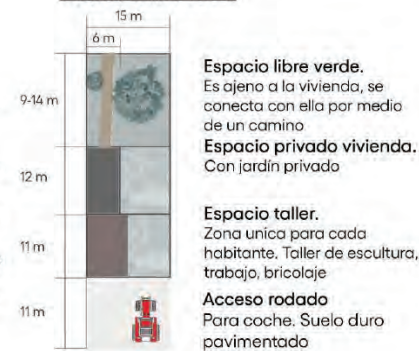 15 m
6 m
9-14 m
Espacio libre verde.
Es ajeno a la vivienda, se
conecta con ella por medio
de un camino
12 m
Espacio privado vivienda.
Con jardín privado
11 m
Espacio taller.
Zona unica para cada
habitante. Taller de escultura,
trabajo, bricolaje
11 m
Acceso rodado
Para coche. Suelo duro
pavimentado